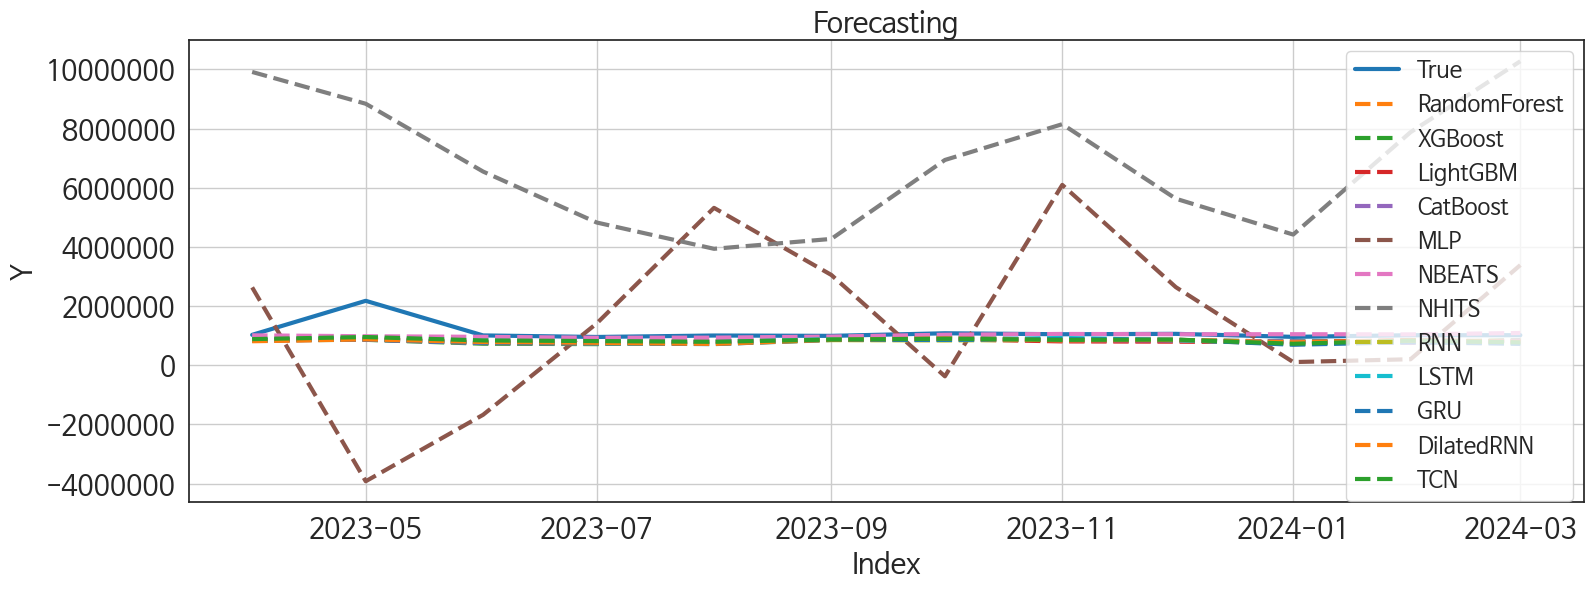 Forecasting
Y
10000000
8000000
6000000
4000000
2000000
0
−2000000
−4000000
2023−05
2023−07
2023−09
2023−11
2024−01
2024−03
Index
True
RandomForest
XGBoost
LightGBM
CatBoost
MLP
NBEATS
NHITS
RNN
LSTM
GRU
DilatedRNN
TCN